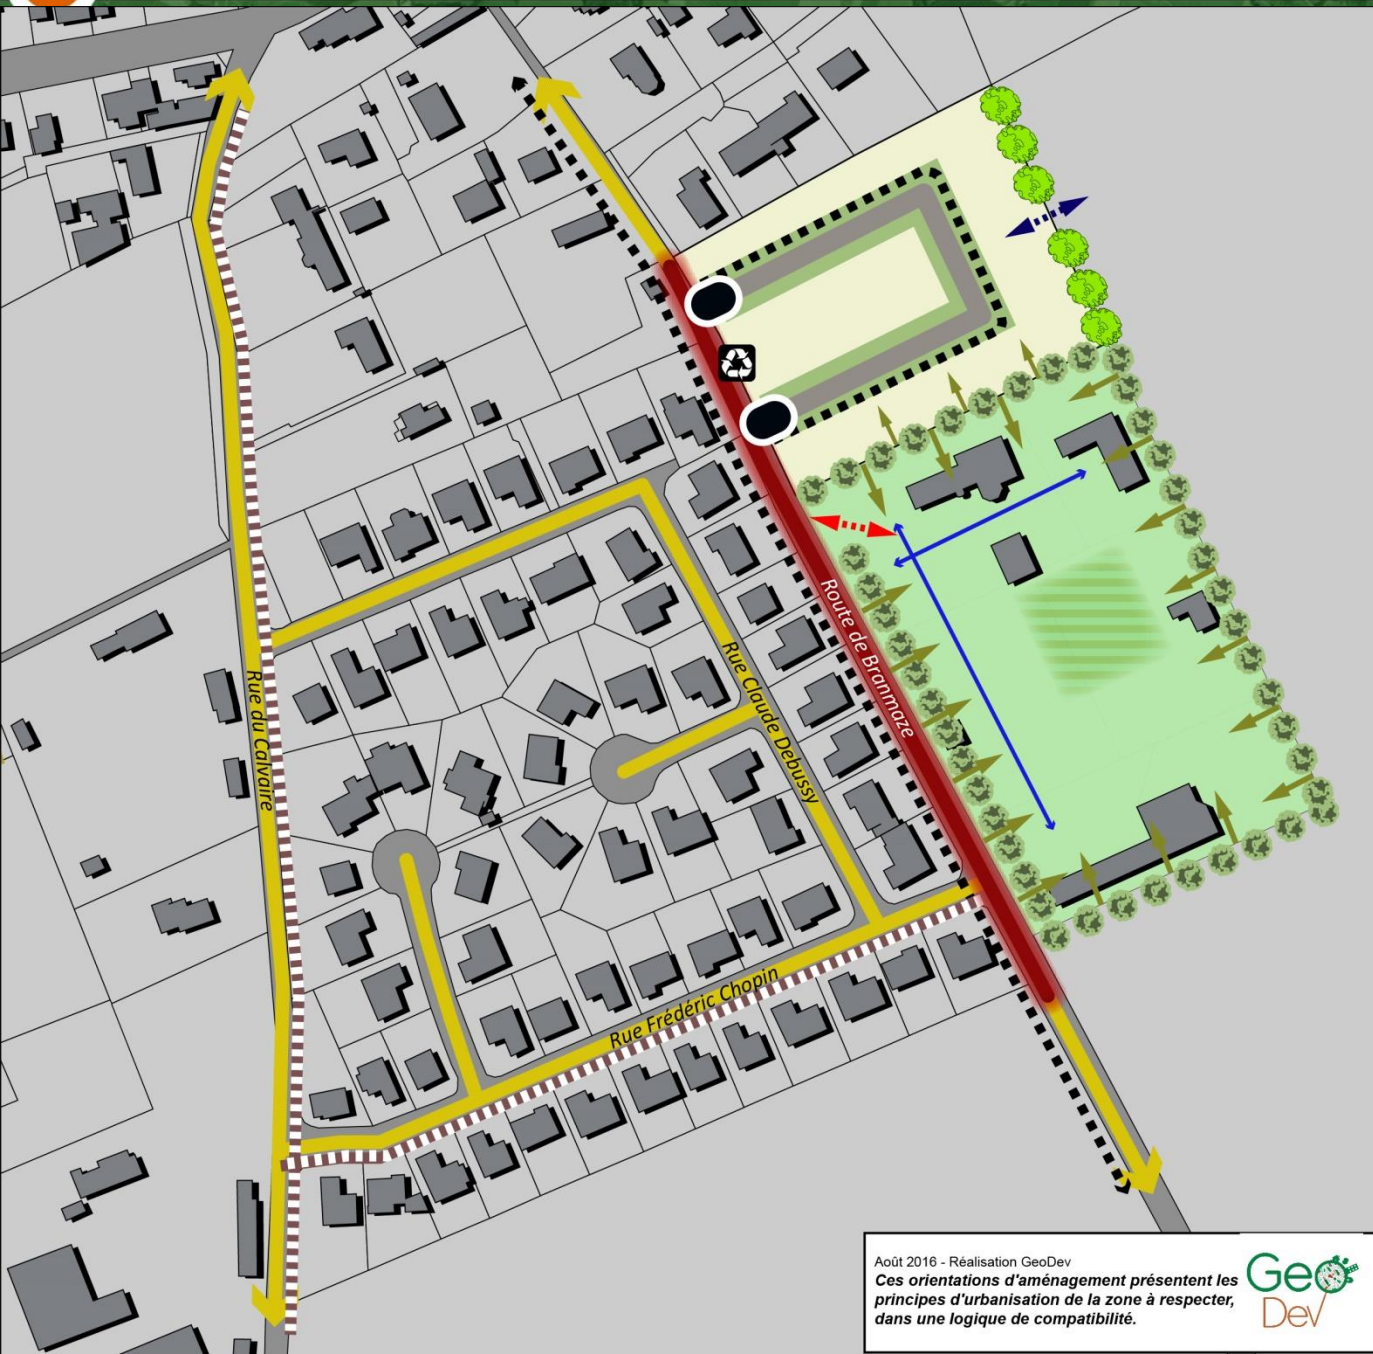 Route de Branmaze
Rue Claude Debussy
Rue du Calvaire
Rue Frédéric Chopin
Août 2016 - Réalisation GeoDev
Ces orientations d'aménagement présentent les
principes d'urbanisation de la zone à respecter,
dans une logique de compatibilité.
Geo
Dev